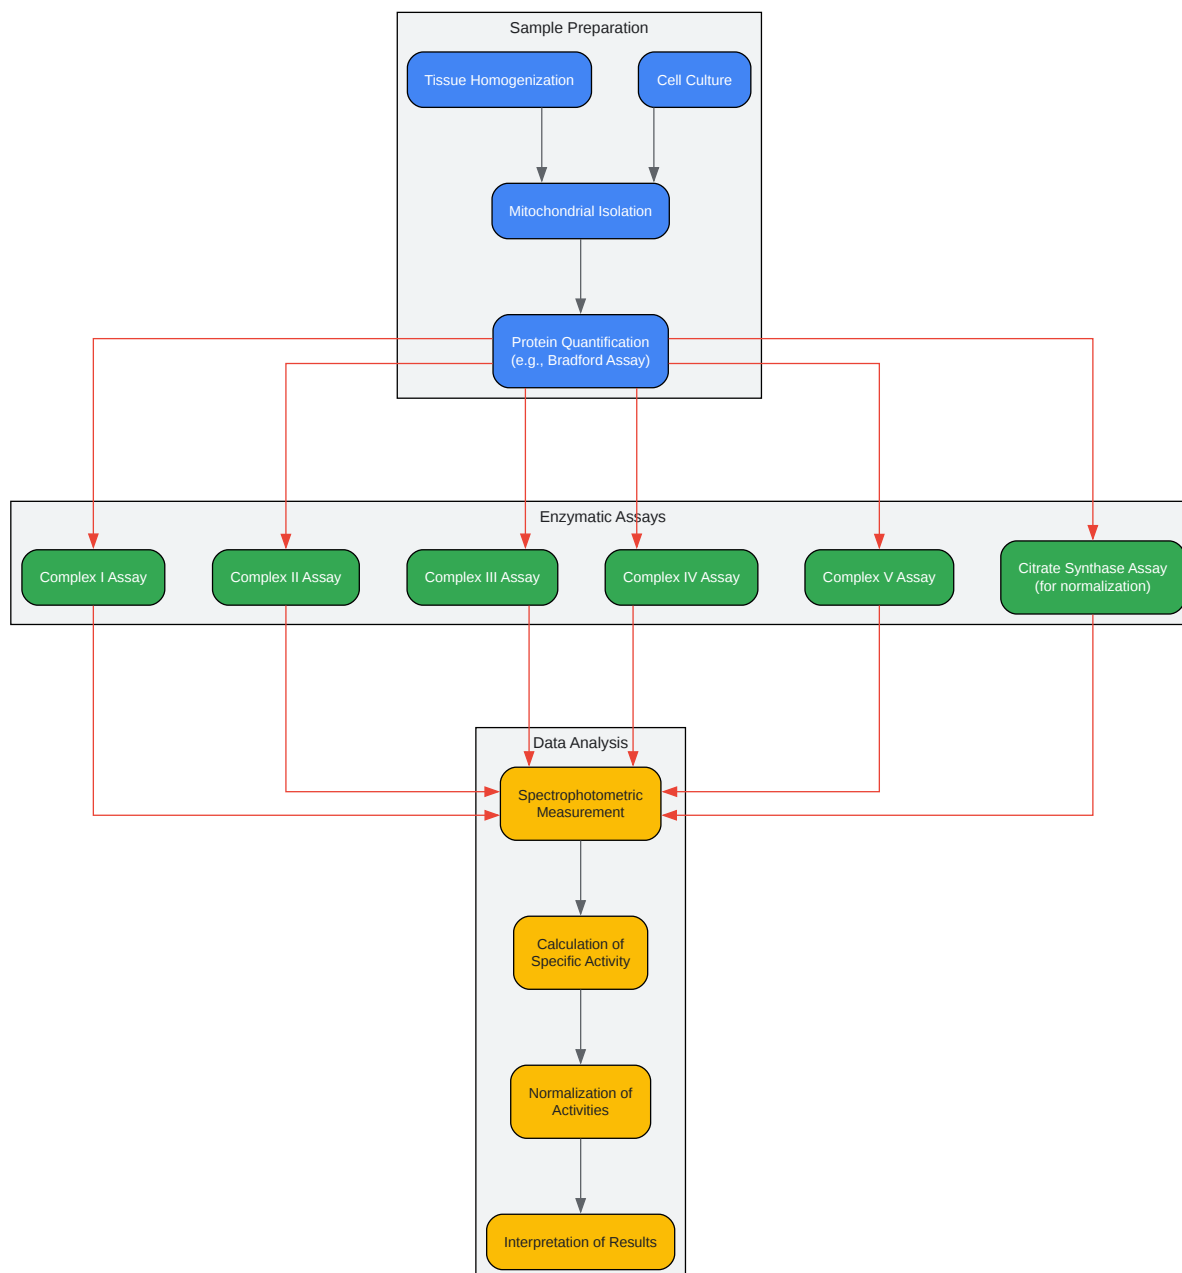 Sample Preparation
Tissue Homogenization
Cell Culture
Mitochondrial Isolation
Protein Quantification
(e.g., Bradford Assay)
Enzymatic Assays
Complex I Assay
Complex II Assay
Complex III Assay
Complex IV Assay
Complex V Assay
Citrate Synthase Assay
(for normalization)
Data Analysis
Spectrophotometric
Measurement
Calculation of
Specific Activity
Normalization of
Activities
Interpretation of Results